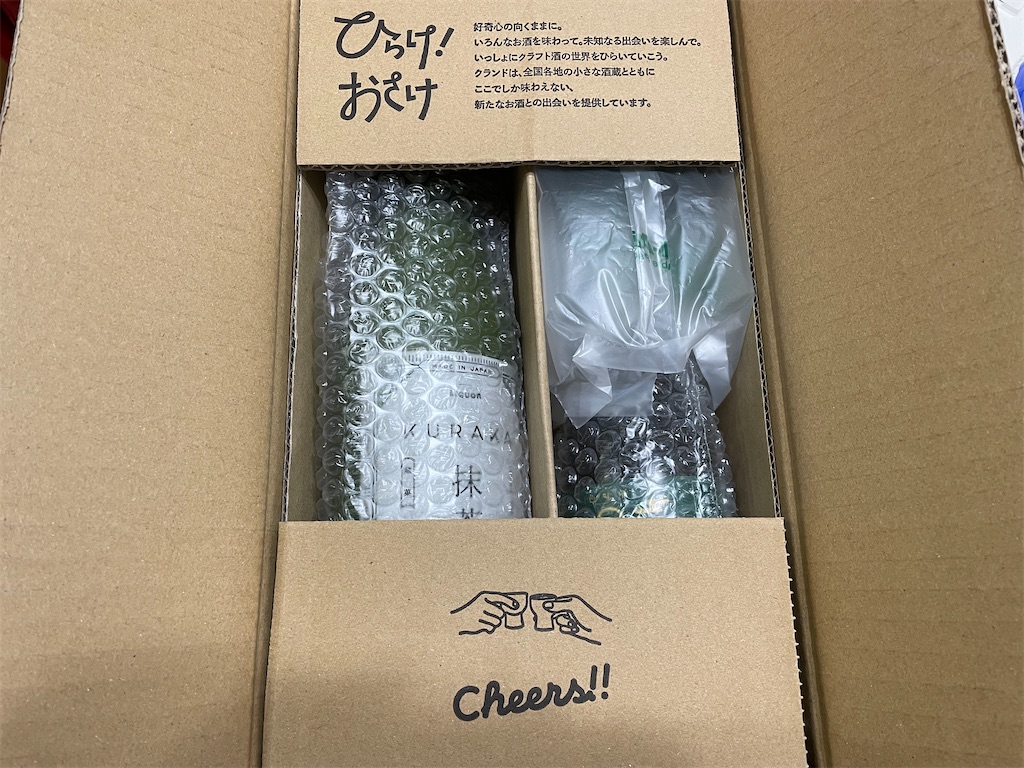 ひらけ!
おさけ
好奇心の向くままに。
いろんなお酒を味わって。未知なる出会いを楽しんで。
いっしょにクラフト酒の世界をひらいていこう。
クランドは、全国各地の小さな酒蔵とともに
ここでしか味わえない、
新たなお酒との出会いを提供しています。
MADE IN JAPAN
Liquor
KURAKA
抹
Cheers!!